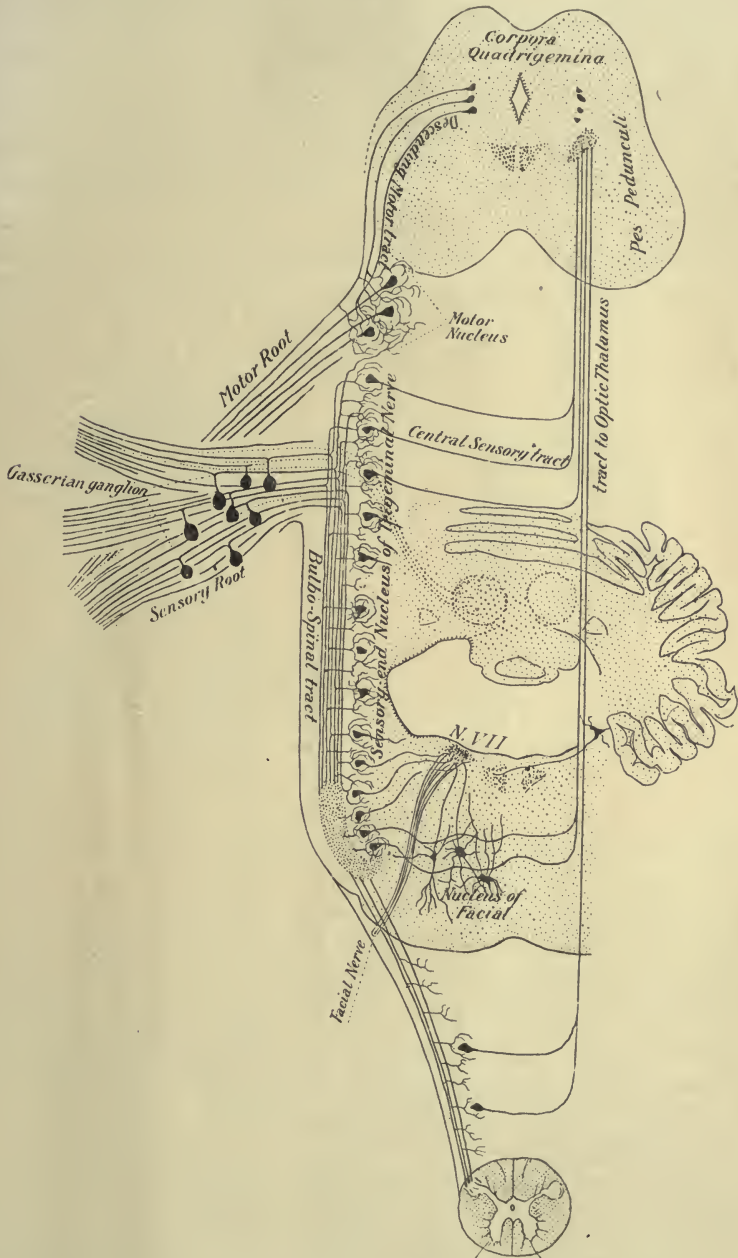 Corpora
Quadrigemina
Descending Motor tract
Pes Pedunculi
Motor
Nucleus
Motor Root
tract to Optic Thalamus
Central Sensory tract
Gasserian ganglion
Sensory Root
Bulbo-Spinal tract
Sensory end Nucleus of Trigeminal Nerve
N. VII
Nucleus of
Facial
Facial Nerve